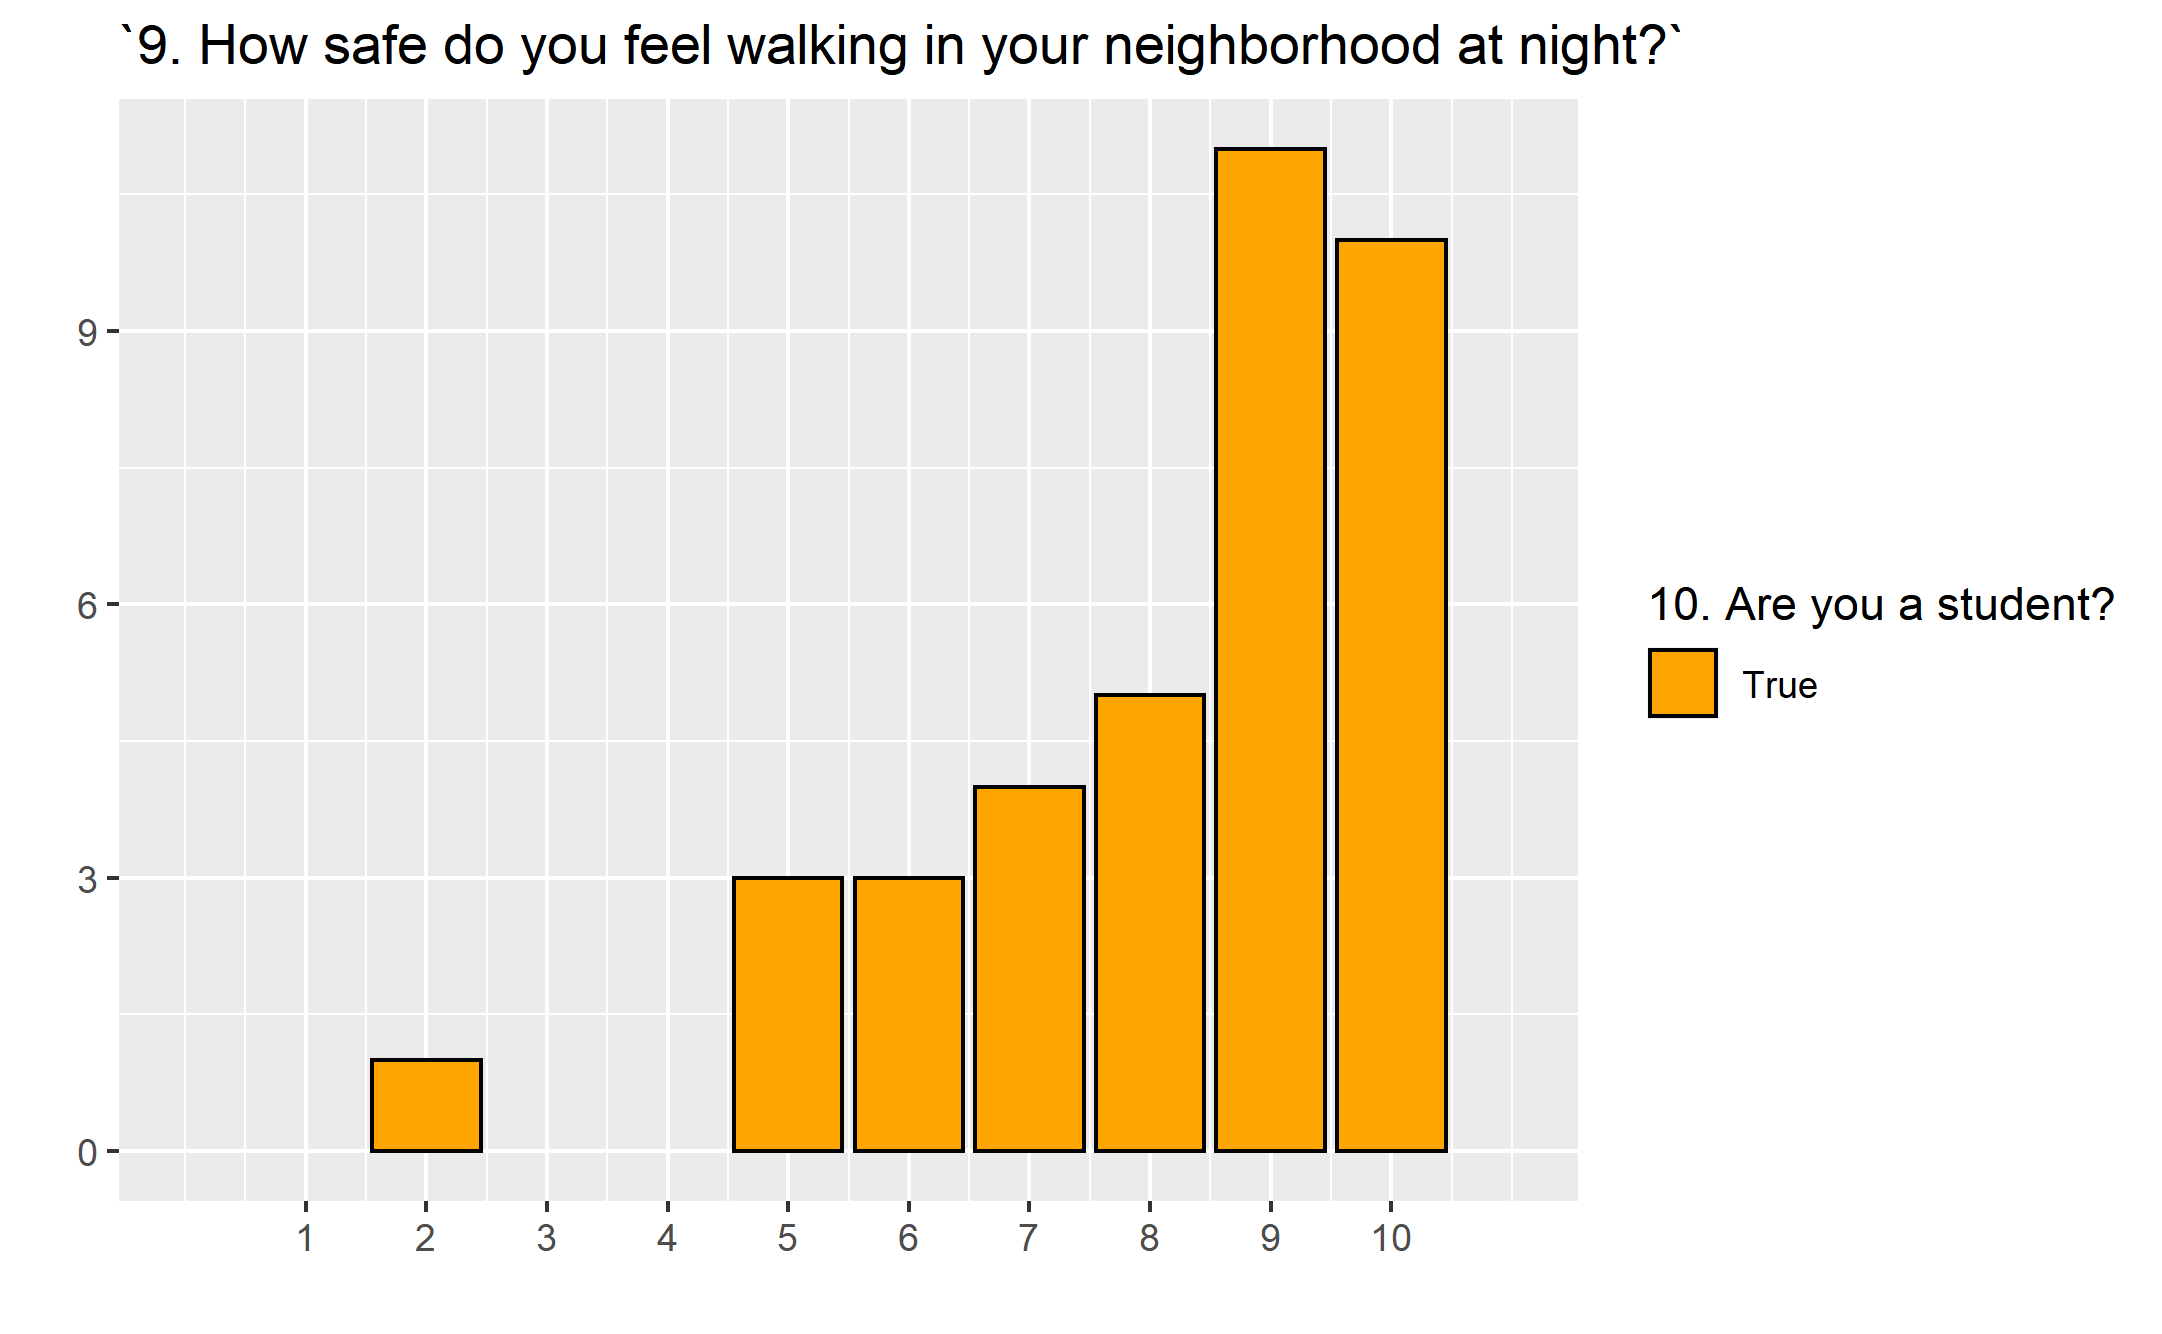 `9. How safe do you feel walking in your neighborhood at night?`
9
6
3
0
1 2 3 4 5 6 7 8 9 10
10. Are you a student?
True